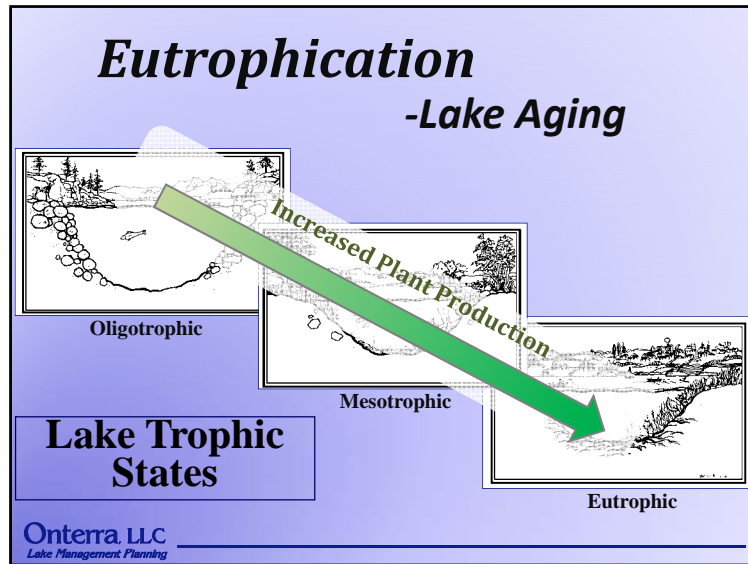 Eutrophication
-Lake Aging
Increased Plant Production
Oligotrophic
Mesotrophic
Eutrophic
Lake Trophic
States
Onterra, LLC
Lake Management Planning